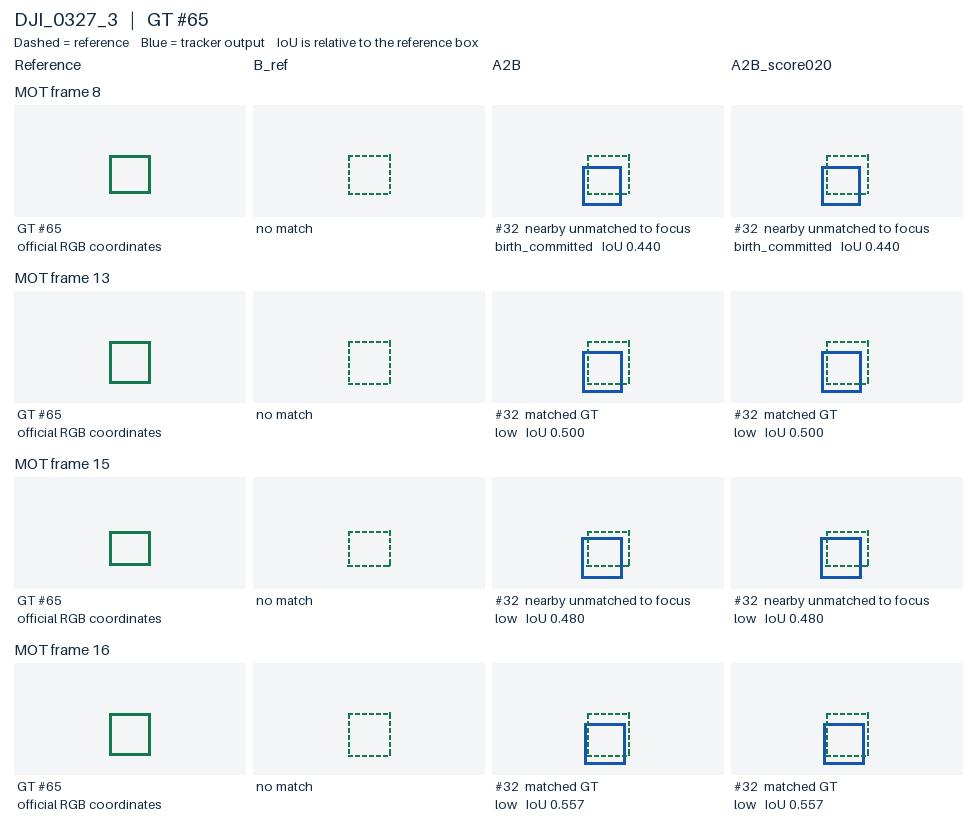 DJI_0327_3 | GT #65
Dashed = reference Blue = tracker output IoU is relative to the reference box
Reference B_ref A2B A2B_score020
MOT frame 8
GT #65 no match #32 nearby unmatched to focus #32 nearby unmatched to focus
official RGB coordinates birth_committed IoU 0.440 birth_committed IoU 0.440
MOT frame 13
GT #65 no match #32 matched GT #32 matched GT
official RGB coordinates low IoU 0.500 low IoU 0.500
MOT frame 15
GT #65 no match #32 nearby unmatched to focus #32 nearby unmatched to focus
official RGB coordinates low IoU 0.480 low IoU 0.480
MOT frame 16
GT #65 no match #32 matched GT #32 matched GT
official RGB coordinates low IoU 0.557 low IoU 0.557